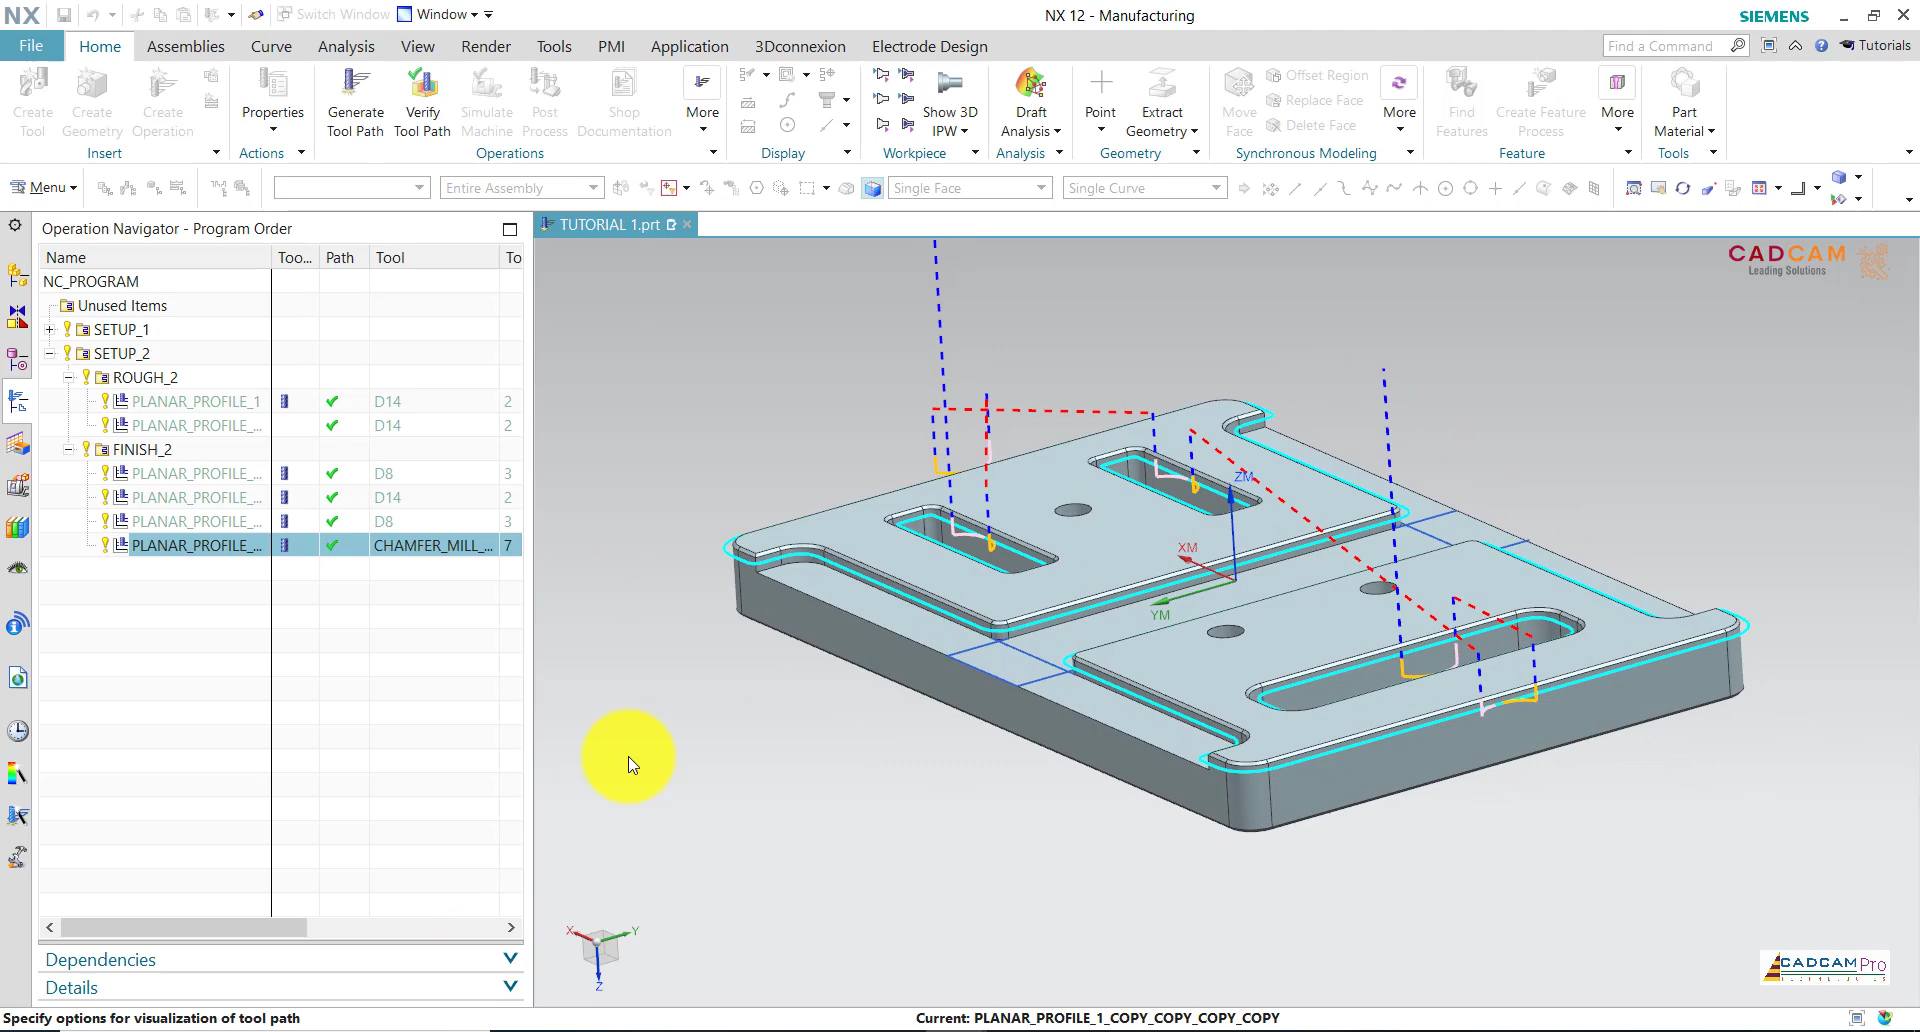 NX
Switch Window
Window
NX 12 - Manufacturing
SIEMENS
File
Home
Assemblies
Curve
Analysis
View
Render
Tools
PMI
Application
3Dconnexion
Electrode Design
Find a Command
Tutorials
Create Tool
Create Geometry
Create Operation
Properties
Generate Tool Path
Verify Tool Path
Simulate Machine
Post Process
Shop Documentation
More
Show 3D IPW
Draft Analysis
Point
Extract Geometry
Move Face
Offset Region
Replace Face
Delete Face
More
Find Features
Create Feature Process
More
Part Material
Insert
Actions
Operations
Display
Workpiece
Analysis
Geometry
Synchronous Modeling
Feature
Tools
Menu
Entire Assembly
Single Face
Single Curve
Operation Navigator - Program Order
TUTORIAL 1.prt
Name
Too...
Path
Tool
To
NC_PROGRAM
Unused Items
SETUP_1
SETUP_2
ROUGH_2
PLANAR_PROFILE_1
D14
2
PLANAR_PROFILE_...
D14
2
FINISH_2
PLANAR_PROFILE_...
D8
3
PLANAR_PROFILE_...
D14
2
PLANAR_PROFILE_...
D8
3
PLANAR_PROFILE_...
CHAMFER_MILL_...
7
CADCAM
Leading Solutions
ZM
XM
YM
X
Y
Z
CADCAM Pro
Dependencies
Details
Specify options for visualization of tool path
Current: PLANAR_PROFILE_1_COPY_COPY_COPY_COPY